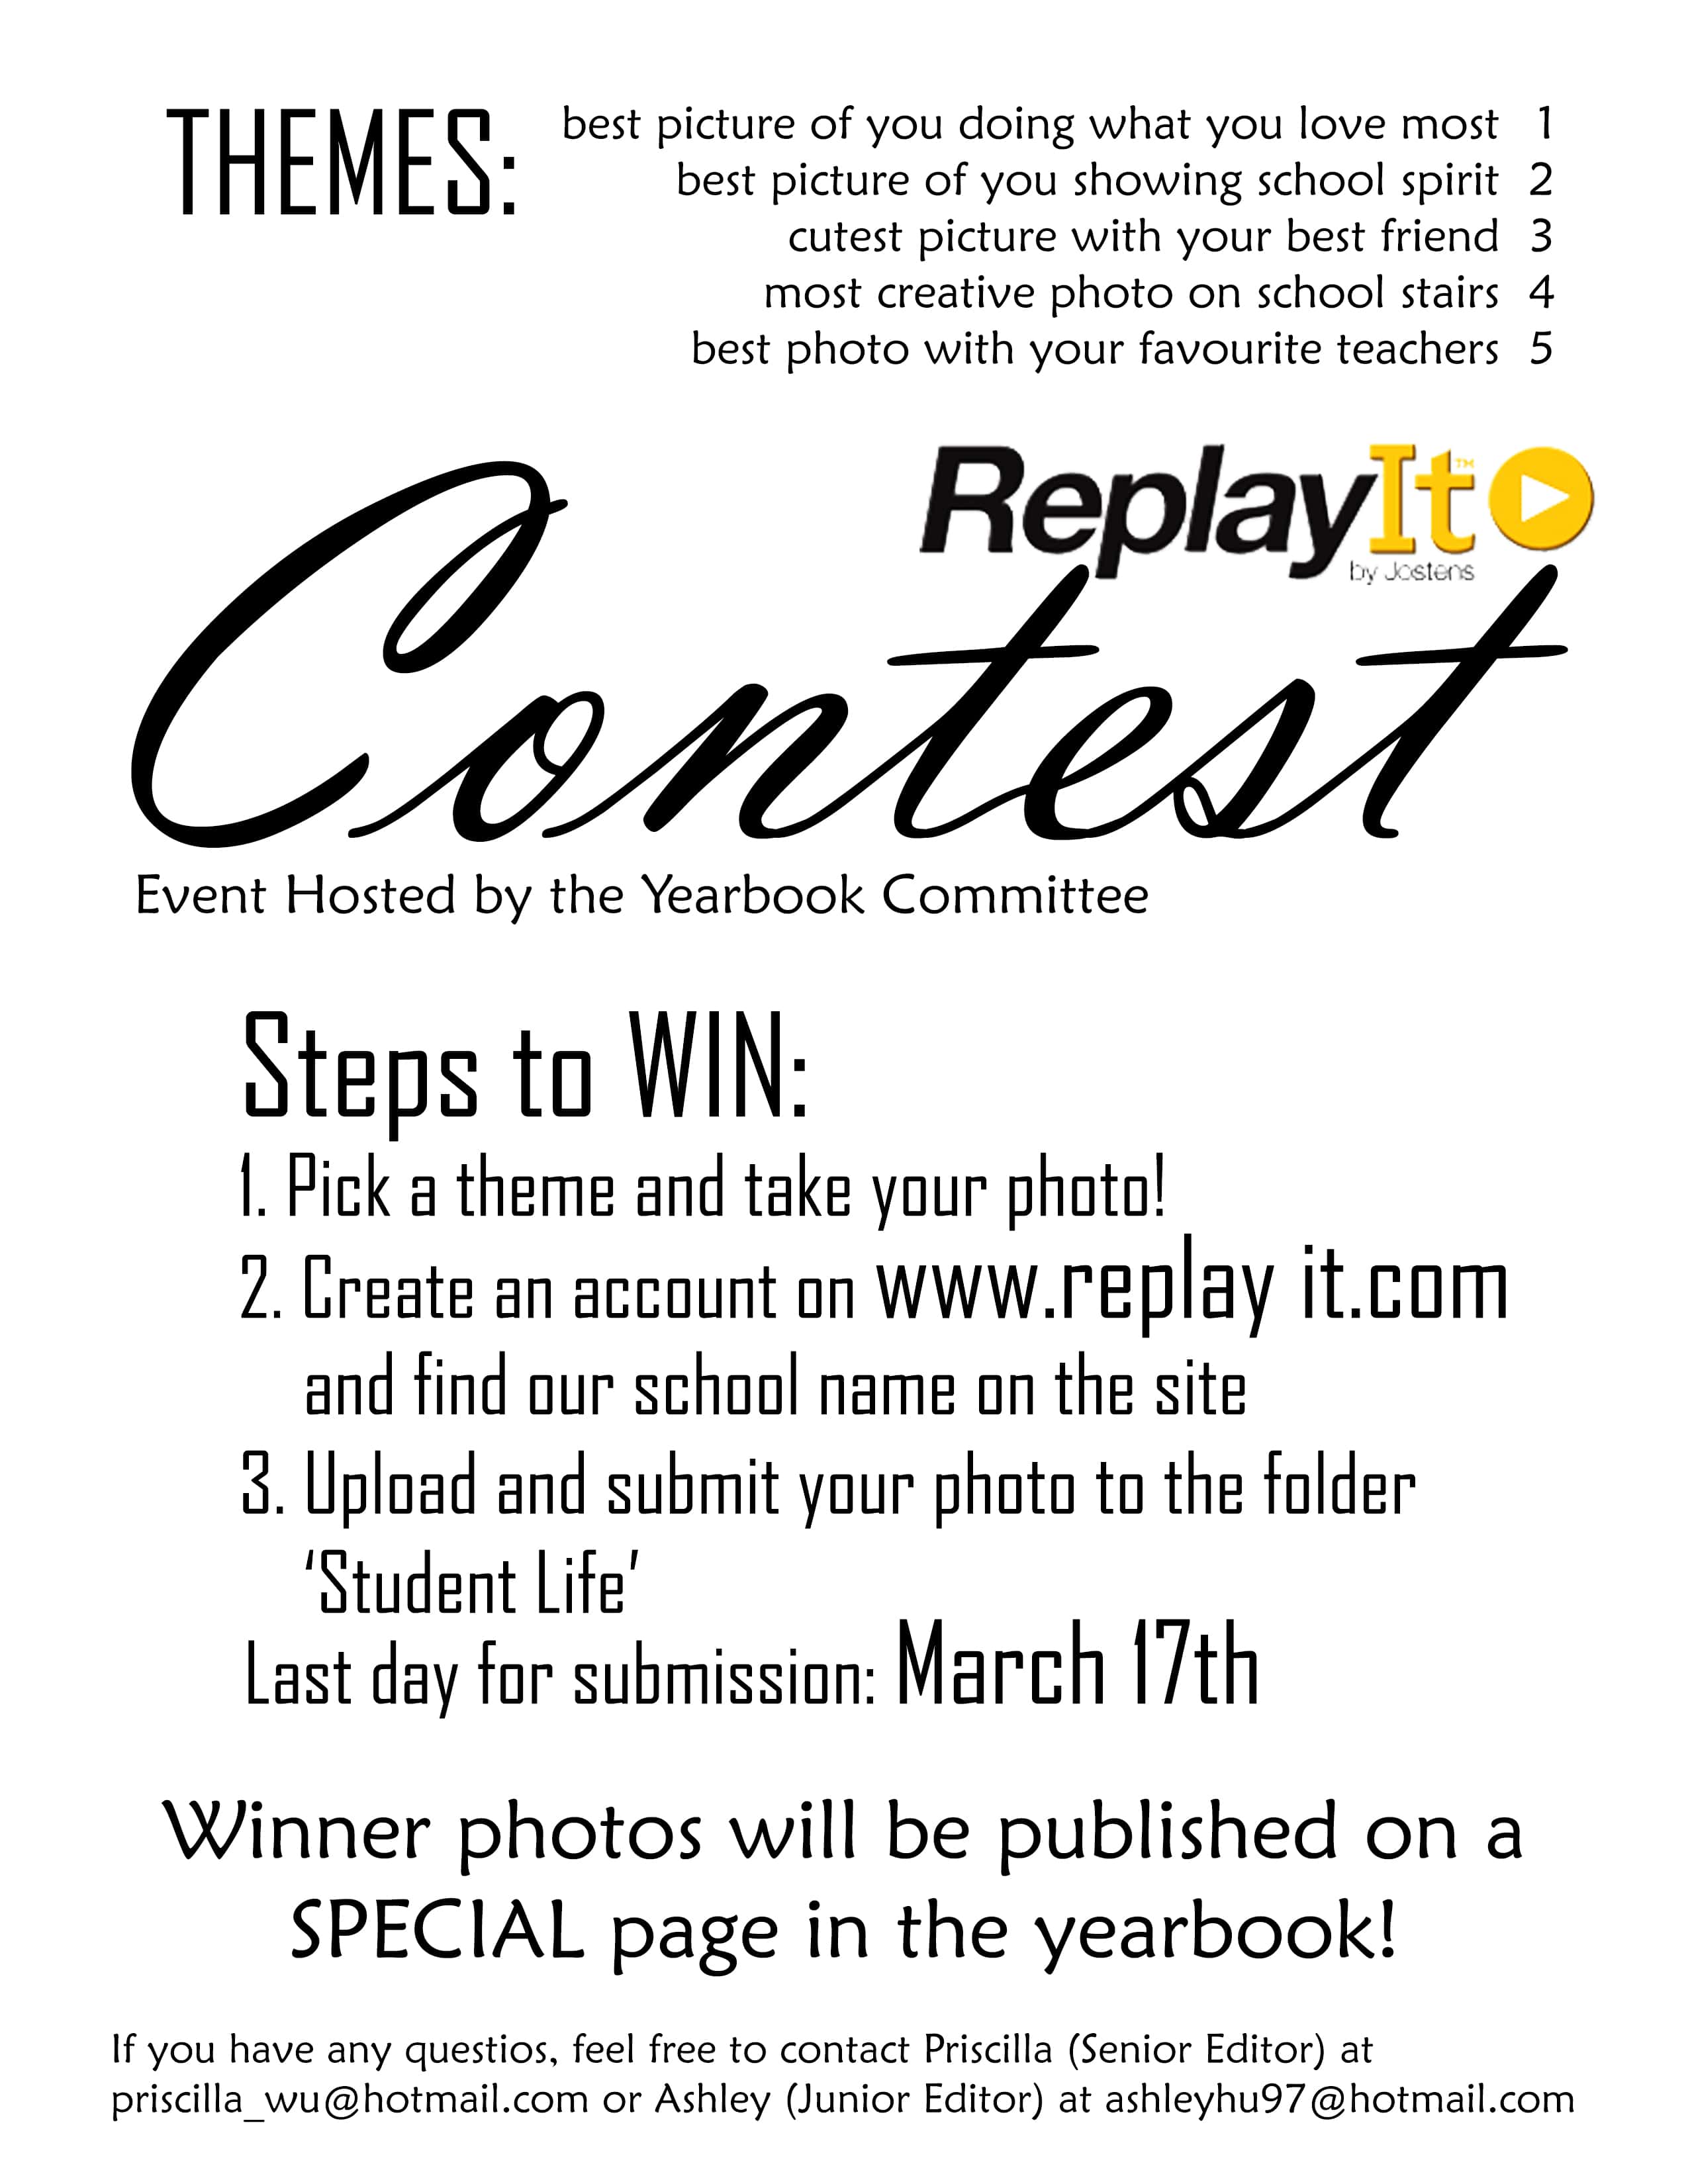 THEMES:
best picture of you doing what you love most 1
best picture of you showing school spirit 2
cutest picture with your best friend 3
most creative photo on school stairs 4
best photo with your favourite teachers 5
ReplayIt™
by Jostens
Contest
Event Hosted by the Yearbook Committee
Steps to WIN:
1. Pick a theme and take your photo!
2. Create an account on www.replay it.com
and find our school name on the site
3. Upload and submit your photo to the folder
‘Student Life’
Last day for submission: March 17th
Winner photos will be published on a
SPECIAL page in the yearbook!
If you have any questios, feel free to contact Priscilla (Senior Editor) at
priscilla_wu@hotmail.com or Ashley (Junior Editor) at ashleyhu97@hotmail.com